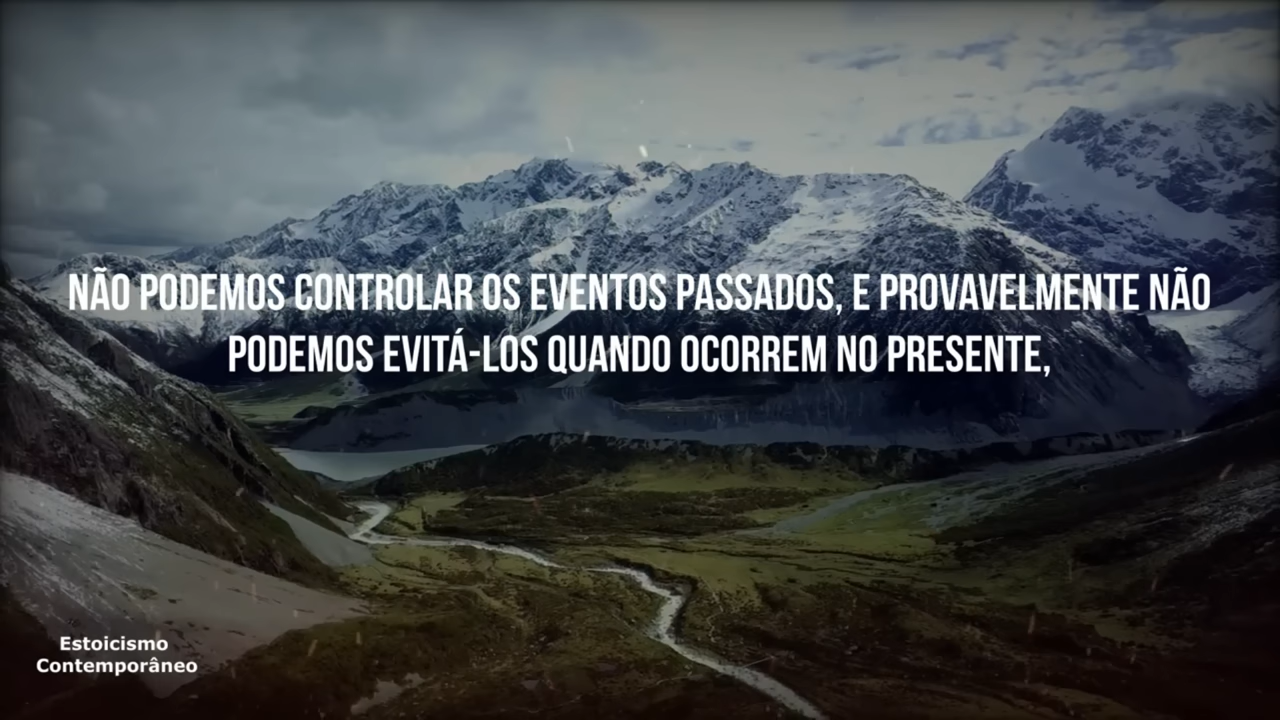 NÃO PODEMOS CONTROLAR OS EVENTOS PASSADOS, E PROVAVELMENTE NÃO
PODEMOS EVITÁ-LOS QUANDO OCORREM NO PRESENTE,
Estoicismo
Contemporâneo